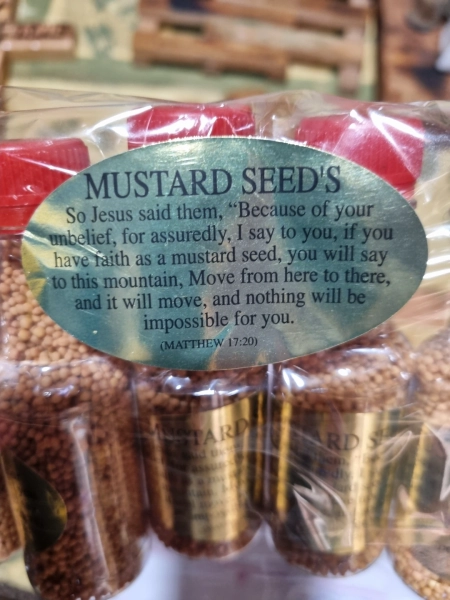 MUSTARD SEED'S
So Jesus said them, “Because of your
unbelief, for assuredly, I say to you, if you
have faith as a mustard seed, you will say
to this mountain, Move from here to there,
and it will move, and nothing will be
impossible for you.
(MATTHEW 17:20)
MUSTARD